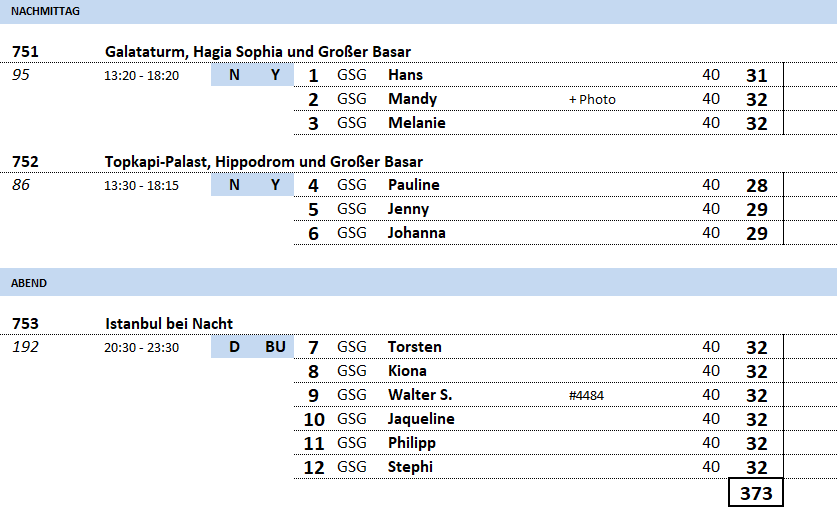 NACHMITTAG
751 Galataturm, Hagia Sophia und Großer Basar
95 13:20 - 18:20 N Y 1 GSG Hans 40 31
2 GSG Mandy + Photo 40 32
3 GSG Melanie 40 32
752 Topkapi-Palast, Hippodrom und Großer Basar
86 13:30 - 18:15 N Y 4 GSG Pauline 40 28
5 GSG Jenny 40 29
6 GSG Johanna 40 29
ABEND
753 Istanbul bei Nacht
192 20:30 - 23:30 D BU 7 GSG Torsten 40 32
8 GSG Kiona 40 32
9 GSG Walter S. #4484 40 32
10 GSG Jaqueline 40 32
11 GSG Philipp 40 32
12 GSG Stephi 40 32
373